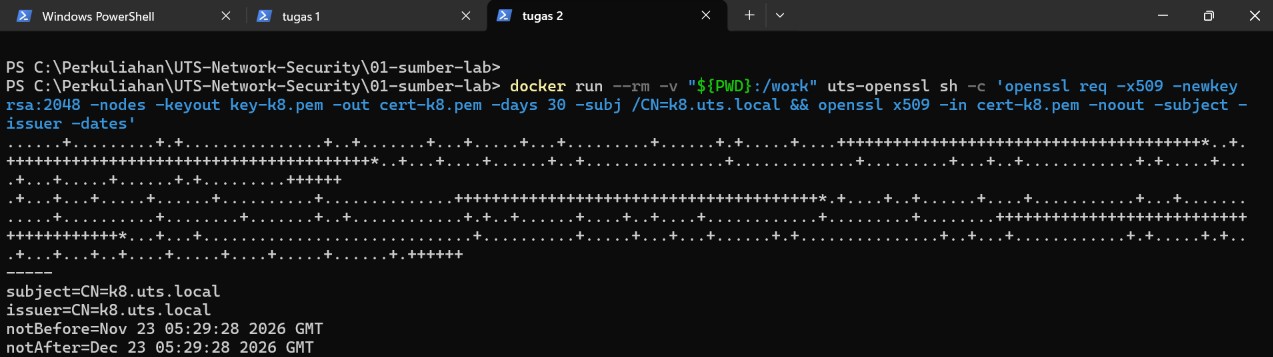 Windows PowerShell
tugas 1
tugas 2
PS C:\Perkuliahan\UTS-Network-Security\01-sumber-lab>
PS C:\Perkuliahan\UTS-Network-Security\01-sumber-lab> docker run --rm -v "${PWD}:/work" uts-openssl sh -c 'openssl req -x509 -newkey
rsa:2048 -nodes -keyout key-k8.pem -out cert-k8.pem -days 30 -subj /CN=k8.uts.local && openssl x509 -in cert-k8.pem -noout -subject -
issuer -dates'
-----
subject=CN=k8.uts.local
issuer=CN=k8.uts.local
notBefore=Nov 23 05:29:28 2026 GMT
notAfter=Dec 23 05:29:28 2026 GMT